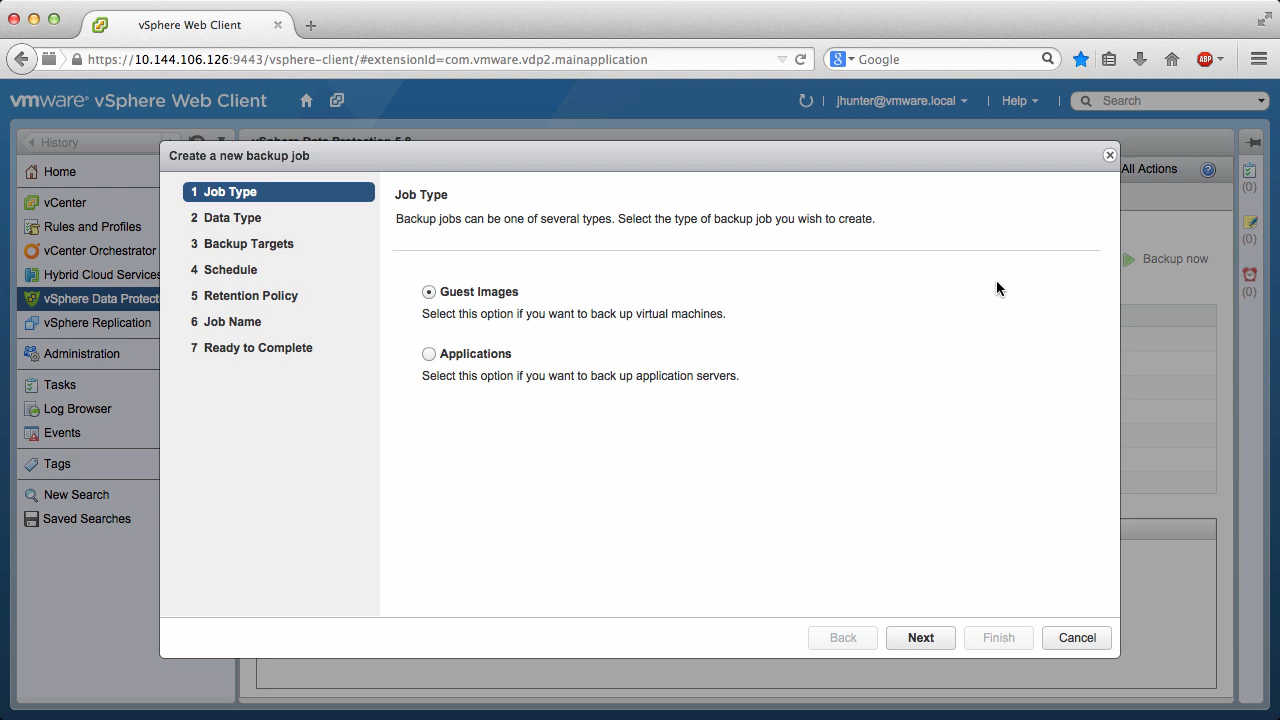 vSphere Web Client
https://10.144.106.126:9443/vsphere-client/#extensionId=com.vmware.vdp2.mainapplication
Google
ABP
vmware vSphere Web Client
jhunter@vmware.local
Help
Search
History
vSphere Data Protection 5.8
Create a new backup job
Home
vCenter
Rules and Profiles
vCenter Orchestrator
Hybrid Cloud Services
vSphere Data Protect
vSphere Replication
Administration
Tasks
Log Browser
Events
Tags
New Search
Saved Searches
1 Job Type
2 Data Type
3 Backup Targets
4 Schedule
5 Retention Policy
6 Job Name
7 Ready to Complete
Job Type
Backup jobs can be one of several types. Select the type of backup job you wish to create.
Guest Images
Select this option if you want to back up virtual machines.
Applications
Select this option if you want to back up application servers.
Back
Next
Finish
Cancel
All Actions
Backup now
(0)
(0)
(0)